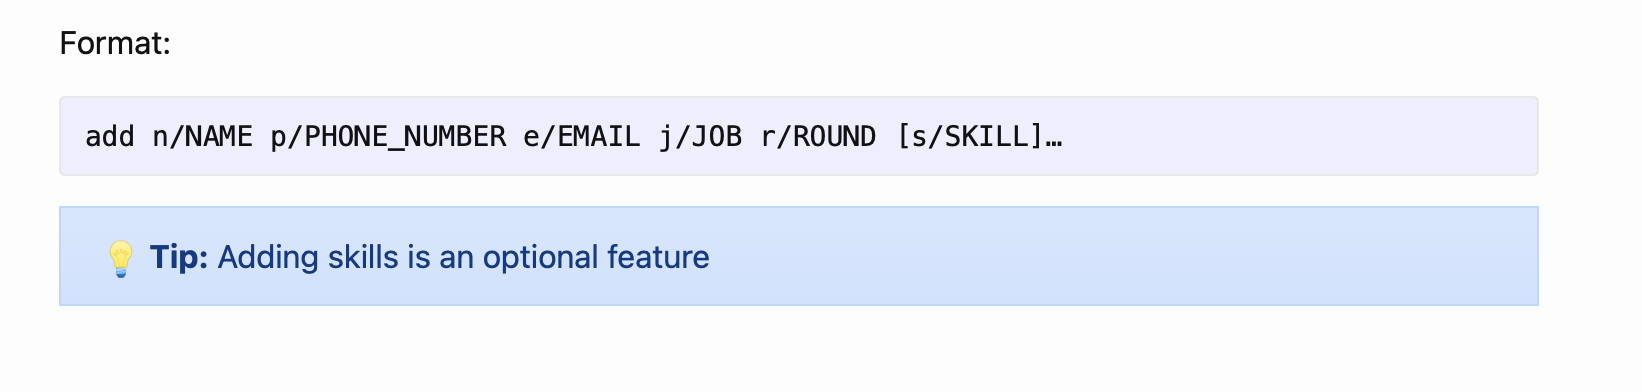 Format:
add n/NAME p/PHONE_NUMBER e/EMAIL j/JOB r/ROUND [s/SKILL]…
Tip: Adding skills is an optional feature